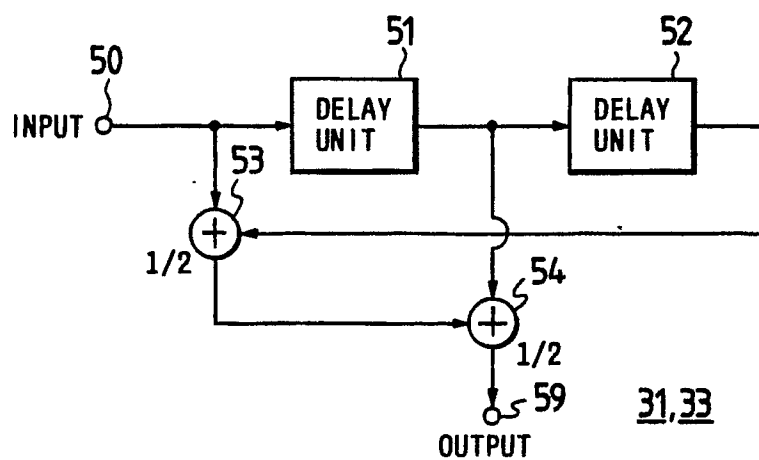 50
51
52
INPUT
DELAY
UNIT
DELAY
UNIT
53
1/2
54
1/2
59
31,33
OUTPUT